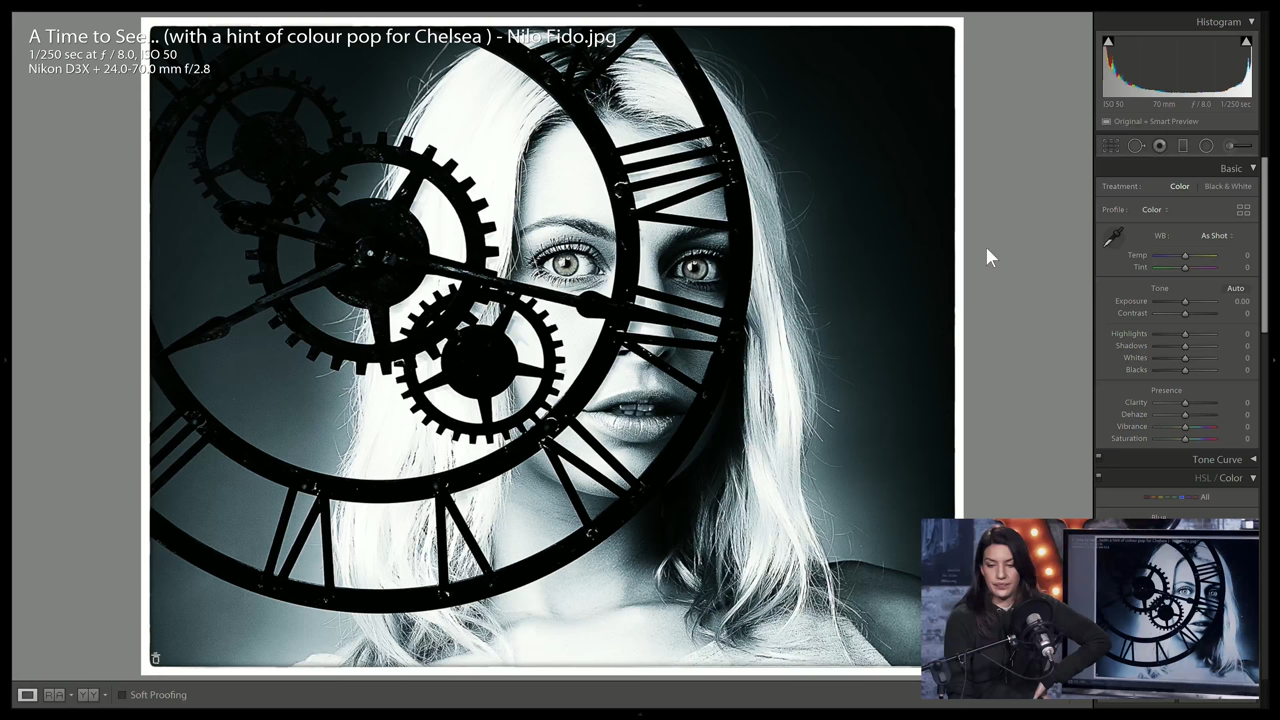 A Time to See... (with a hint of colour pop for Chelsea ) - Nilo Fido.jpg
1/250 sec at ƒ / 8.0, ISO 50
Nikon D3X + 24.0-70.0 mm f/2.8
Histogram
ISO 50 70 mm ƒ / 8.0 1/250 sec
Original + Smart Preview
Basic
Treatment : Color Black & White
Profile : Color
WB : As Shot
Temp 0
Tint 0
Tone Auto
Exposure 0.00
Contrast 0
Highlights 0
Shadows 0
Whites 0
Blacks 0
Presence
Clarity 0
Dehaze 0
Vibrance 0
Saturation 0
Tone Curve
HSL / Color
All
Blue
Soft Proofing